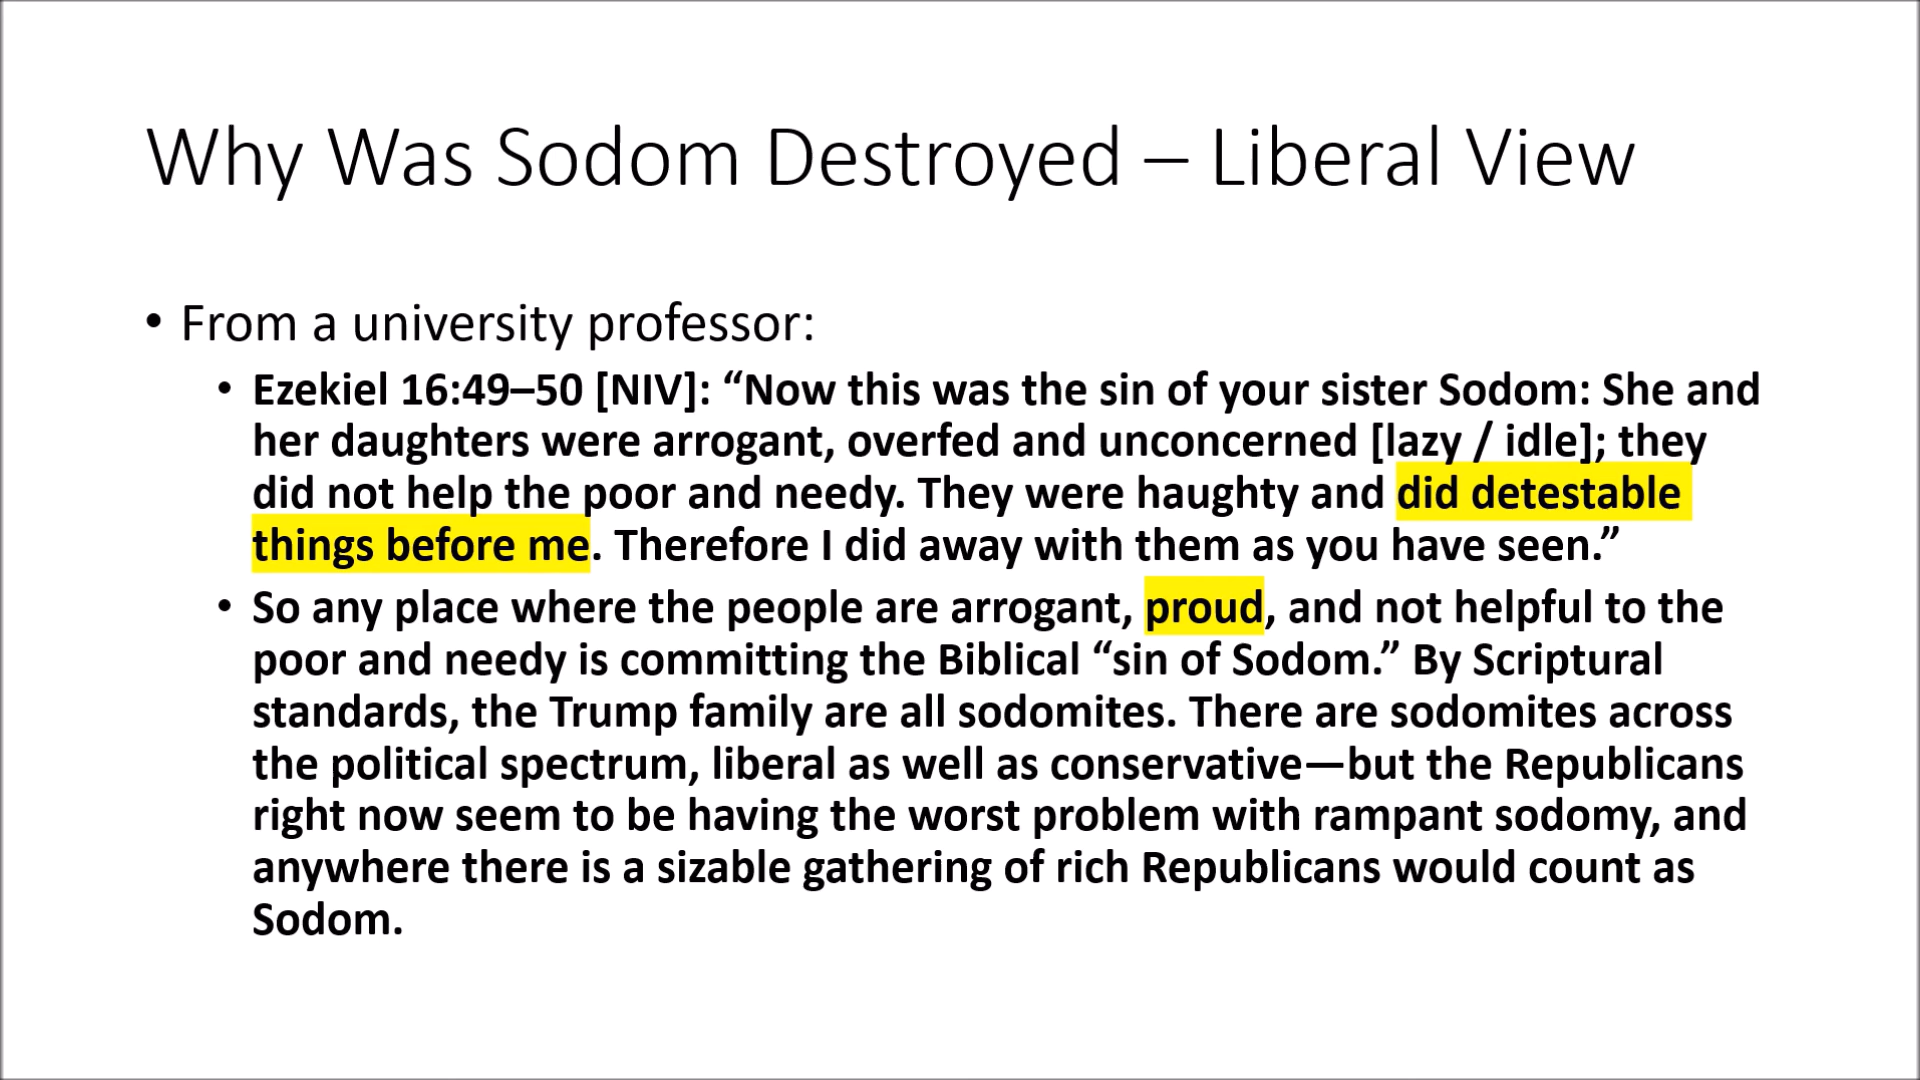 Why Was Sodom Destroyed – Liberal View
• From a university professor:
• Ezekiel 16:49–50 [NIV]: “Now this was the sin of your sister Sodom: She and
her daughters were arrogant, overfed and unconcerned [lazy / idle]; they
did not help the poor and needy. They were haughty and did detestable
things before me. Therefore I did away with them as you have seen.”
• So any place where the people are arrogant, proud, and not helpful to the
poor and needy is committing the Biblical “sin of Sodom.” By Scriptural
standards, the Trump family are all sodomites. There are sodomites across
the political spectrum, liberal as well as conservative—but the Republicans
right now seem to be having the worst problem with rampant sodomy, and
anywhere there is a sizable gathering of rich Republicans would count as
Sodom.